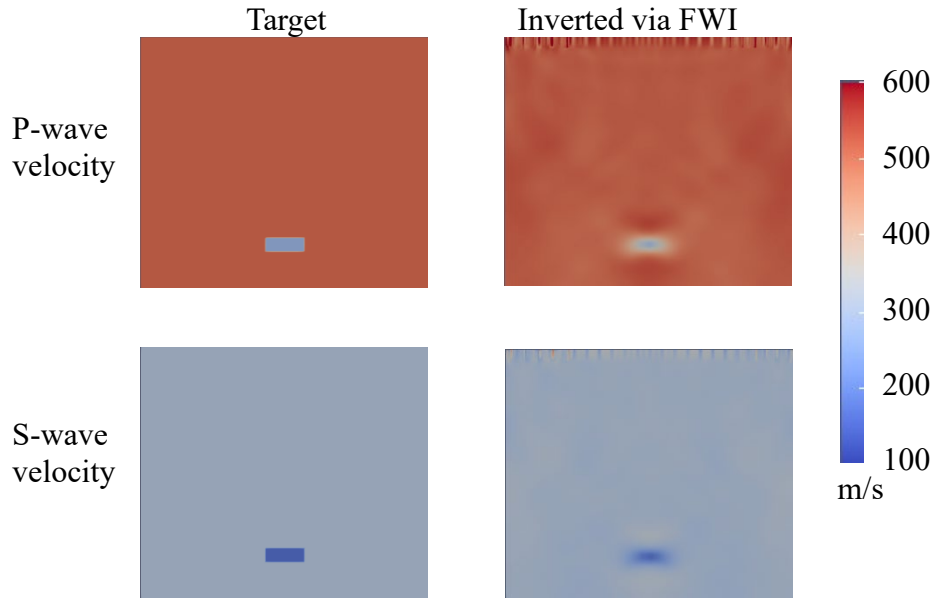 Target
Inverted via FWI
P-wave
velocity
S-wave
velocity
600
500
400
300
200
100
m/s